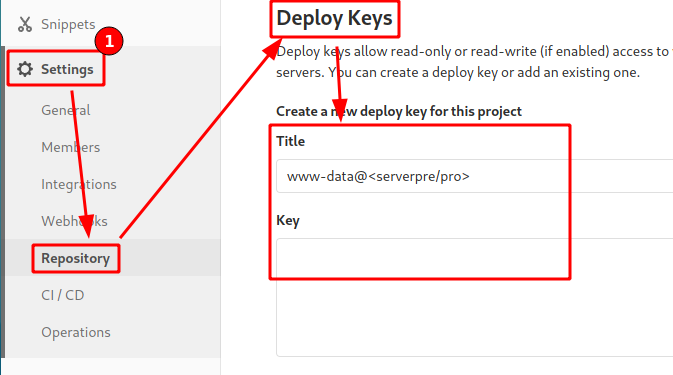 Snippets
1
Settings
General
Members
Integrations
Webhooks
Repository
CI / CD
Operations
Deploy Keys
Deploy keys allow read-only or read-write (if enabled) access to
servers. You can create a deploy key or add an existing one.
Create a new deploy key for this project
Title
www-data@<serverpre/pro>
Key